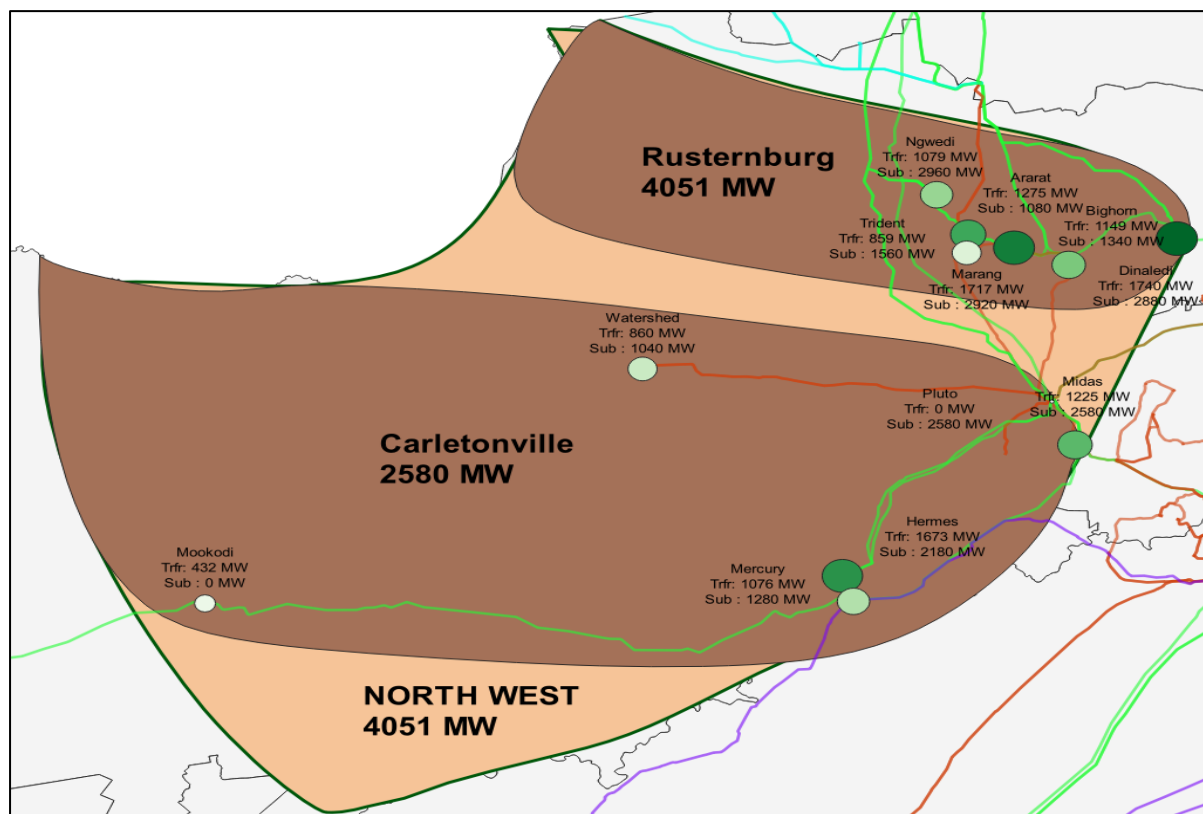 Ngwedi
Trfr: 1079 MW
Sub : 2960 MW
Rusternburg
4051 MW
Ararat
Trfr: 1275 MW
Sub : 1080 MW
Bighorn
Trfr: 1149 MW
Sub : 1340 MW
Trident
Trfr: 859 MW
Sub : 1560 MW
Marang
Trfr: 1717 MW
Sub : 2920 MW
Dinaledi
Trfr: 1740 MW
Sub : 2880 MW
Watershed
Trfr: 860 MW
Sub : 1040 MW
Midas
Trfr: 1225 MW
Sub : 2580 MW
Pluto
Trfr: 0 MW
Sub : 2580 MW
Carletonville
2580 MW
Hermes
Trfr: 1673 MW
Sub : 2180 MW
Mookodi
Trfr: 432 MW
Sub : 0 MW
Mercury
Trfr: 1076 MW
Sub : 1280 MW
NORTH WEST
4051 MW